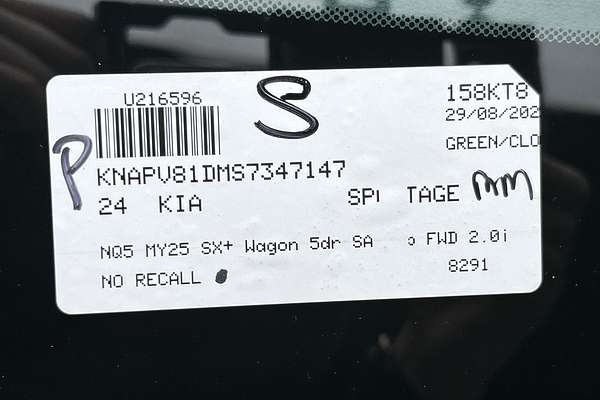 U216596
S
158KT8
29/08/202
P
GREEN/CLO
KNAPV81DMS7347147
24 KIA SP TAGE
NQ5 MY25 SX+ Wagon 5dr SA FWD 2.0i
NO RECALL
8291